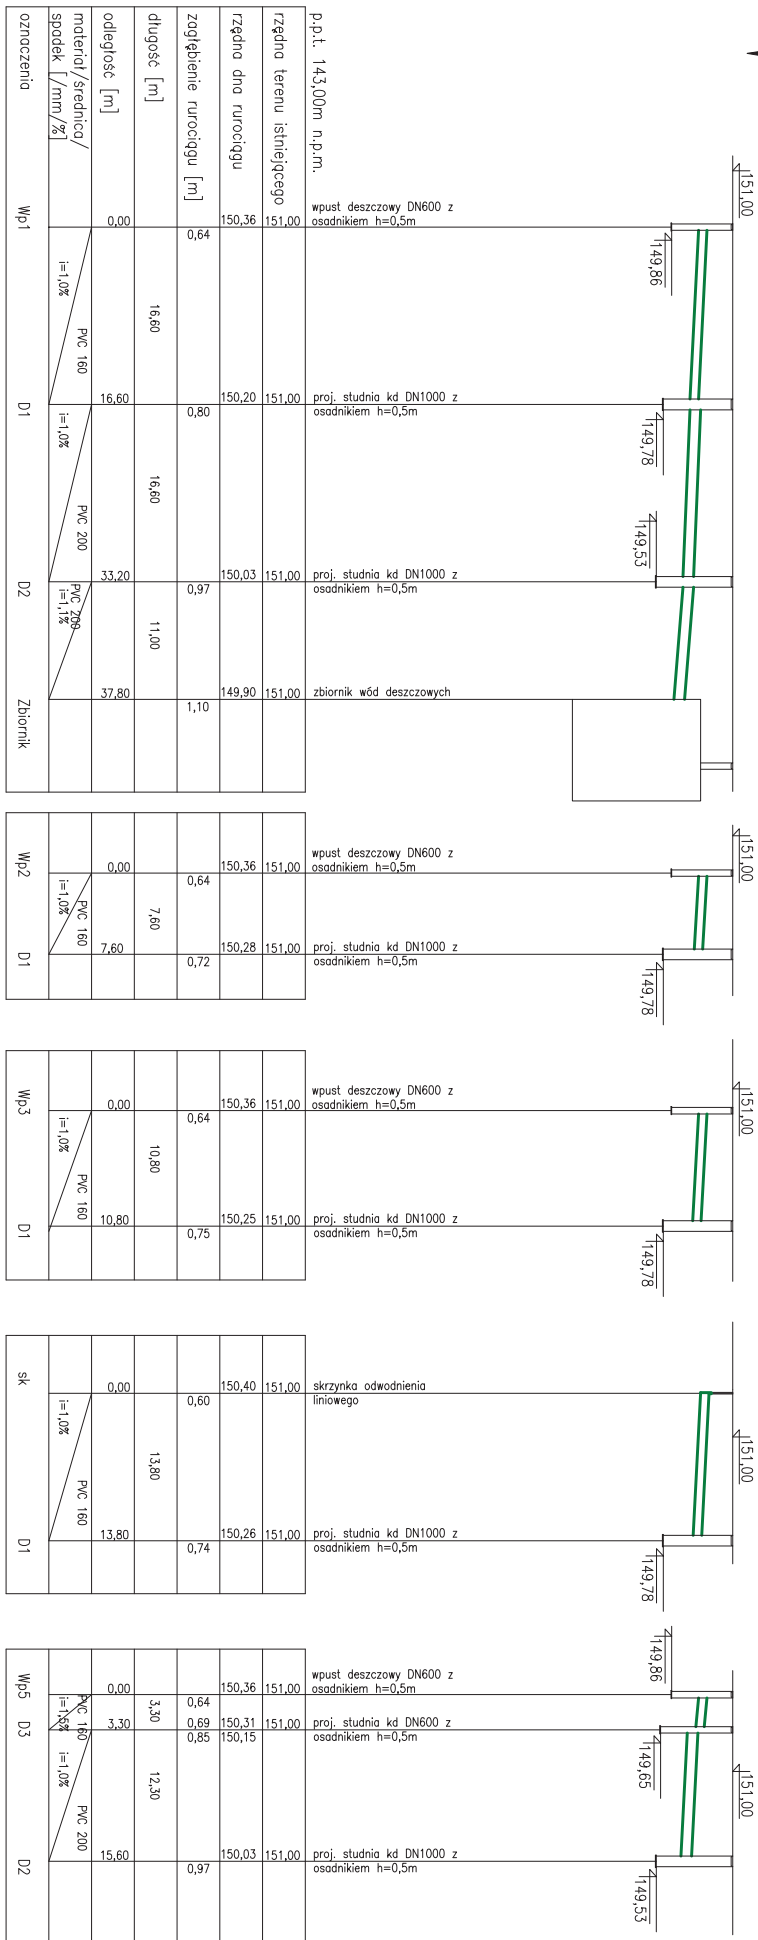 151,00
149,86
149,78
149,53
p.p.t. 143,00m n.p.m.
wpust deszczowy DN600 z
osadnikiem h=0,5m
proj. studnia kd DN1000 z
osadnikiem h=0,5m
proj. studnia kd DN1000 z
osadnikiem h=0,5m
zbiornik wód deszczowych
rzędna terenu istniejącego
151,00
151,00
151,00
151,00
rzędna dna rurociągu
150,36
150,20
150,03
149,90
zagłębienie rurociągu [m]
0,64
0,80
0,97
1,10
długość [m]
16,60
16,60
11,00
odległość [m]
0,00
16,60
33,20
37,80
materiał/średnica/
spadek [/mm/%]
PVC 160
i=1,0%
PVC 200
i=1,0%
PVC 200
i=1,1%
oznaczenia
Wp1
D1
D2
Zbiornik
151,00
149,78
wpust deszczowy DN600 z
osadnikiem h=0,5m
proj. studnia kd DN1000 z
osadnikiem h=0,5m
151,00
151,00
150,36
150,28
0,64
0,72
7,60
0,00
7,60
PVC 160
i=1,0%
Wp2
D1
151,00
149,78
wpust deszczowy DN600 z
osadnikiem h=0,5m
proj. studnia kd DN1000 z
osadnikiem h=0,5m
151,00
151,00
150,36
150,25
0,64
0,75
10,80
0,00
10,80
PVC 160
i=1,0%
Wp3
D1
151,00
149,78
skrzynka odwodnienia
liniowego
proj. studnia kd DN1000 z
osadnikiem h=0,5m
151,00
151,00
150,40
150,26
0,60
0,74
13,80
0,00
13,80
PVC 160
i=1,0%
sk
D1
149,86
151,00
149,65
149,53
wpust deszczowy DN600 z
osadnikiem h=0,5m
proj. studnia kd DN600 z
osadnikiem h=0,5m
proj. studnia kd DN1000 z
osadnikiem h=0,5m
151,00
151,00
151,00
150,36
150,31
150,15
150,03
0,64
0,69
0,85
0,97
3,30
12,30
0,00
3,30
15,60
PVC 160
i=1,5%
PVC 200
i=1,0%
Wp5
D3
D2